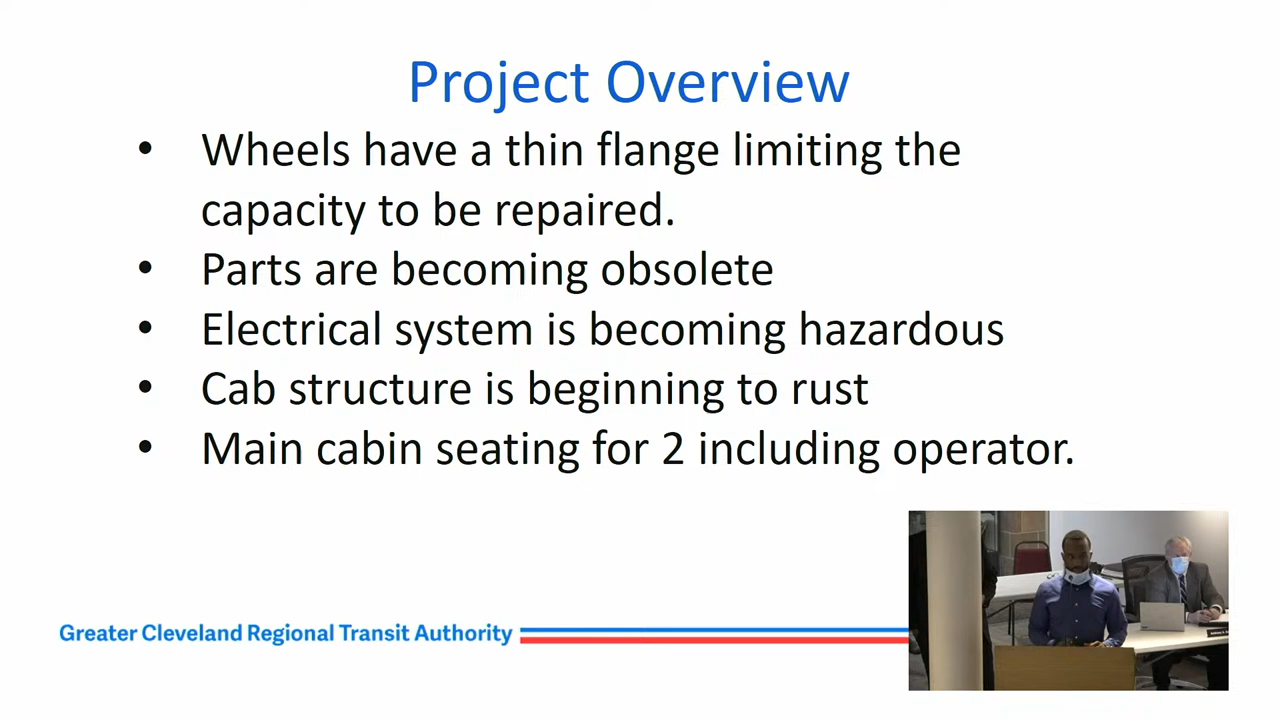 Project Overview
• Wheels have a thin flange limiting the
capacity to be repaired.
• Parts are becoming obsolete
• Electrical system is becoming hazardous
• Cab structure is beginning to rust
• Main cabin seating for 2 including operator.
Greater Cleveland Regional Transit Authority